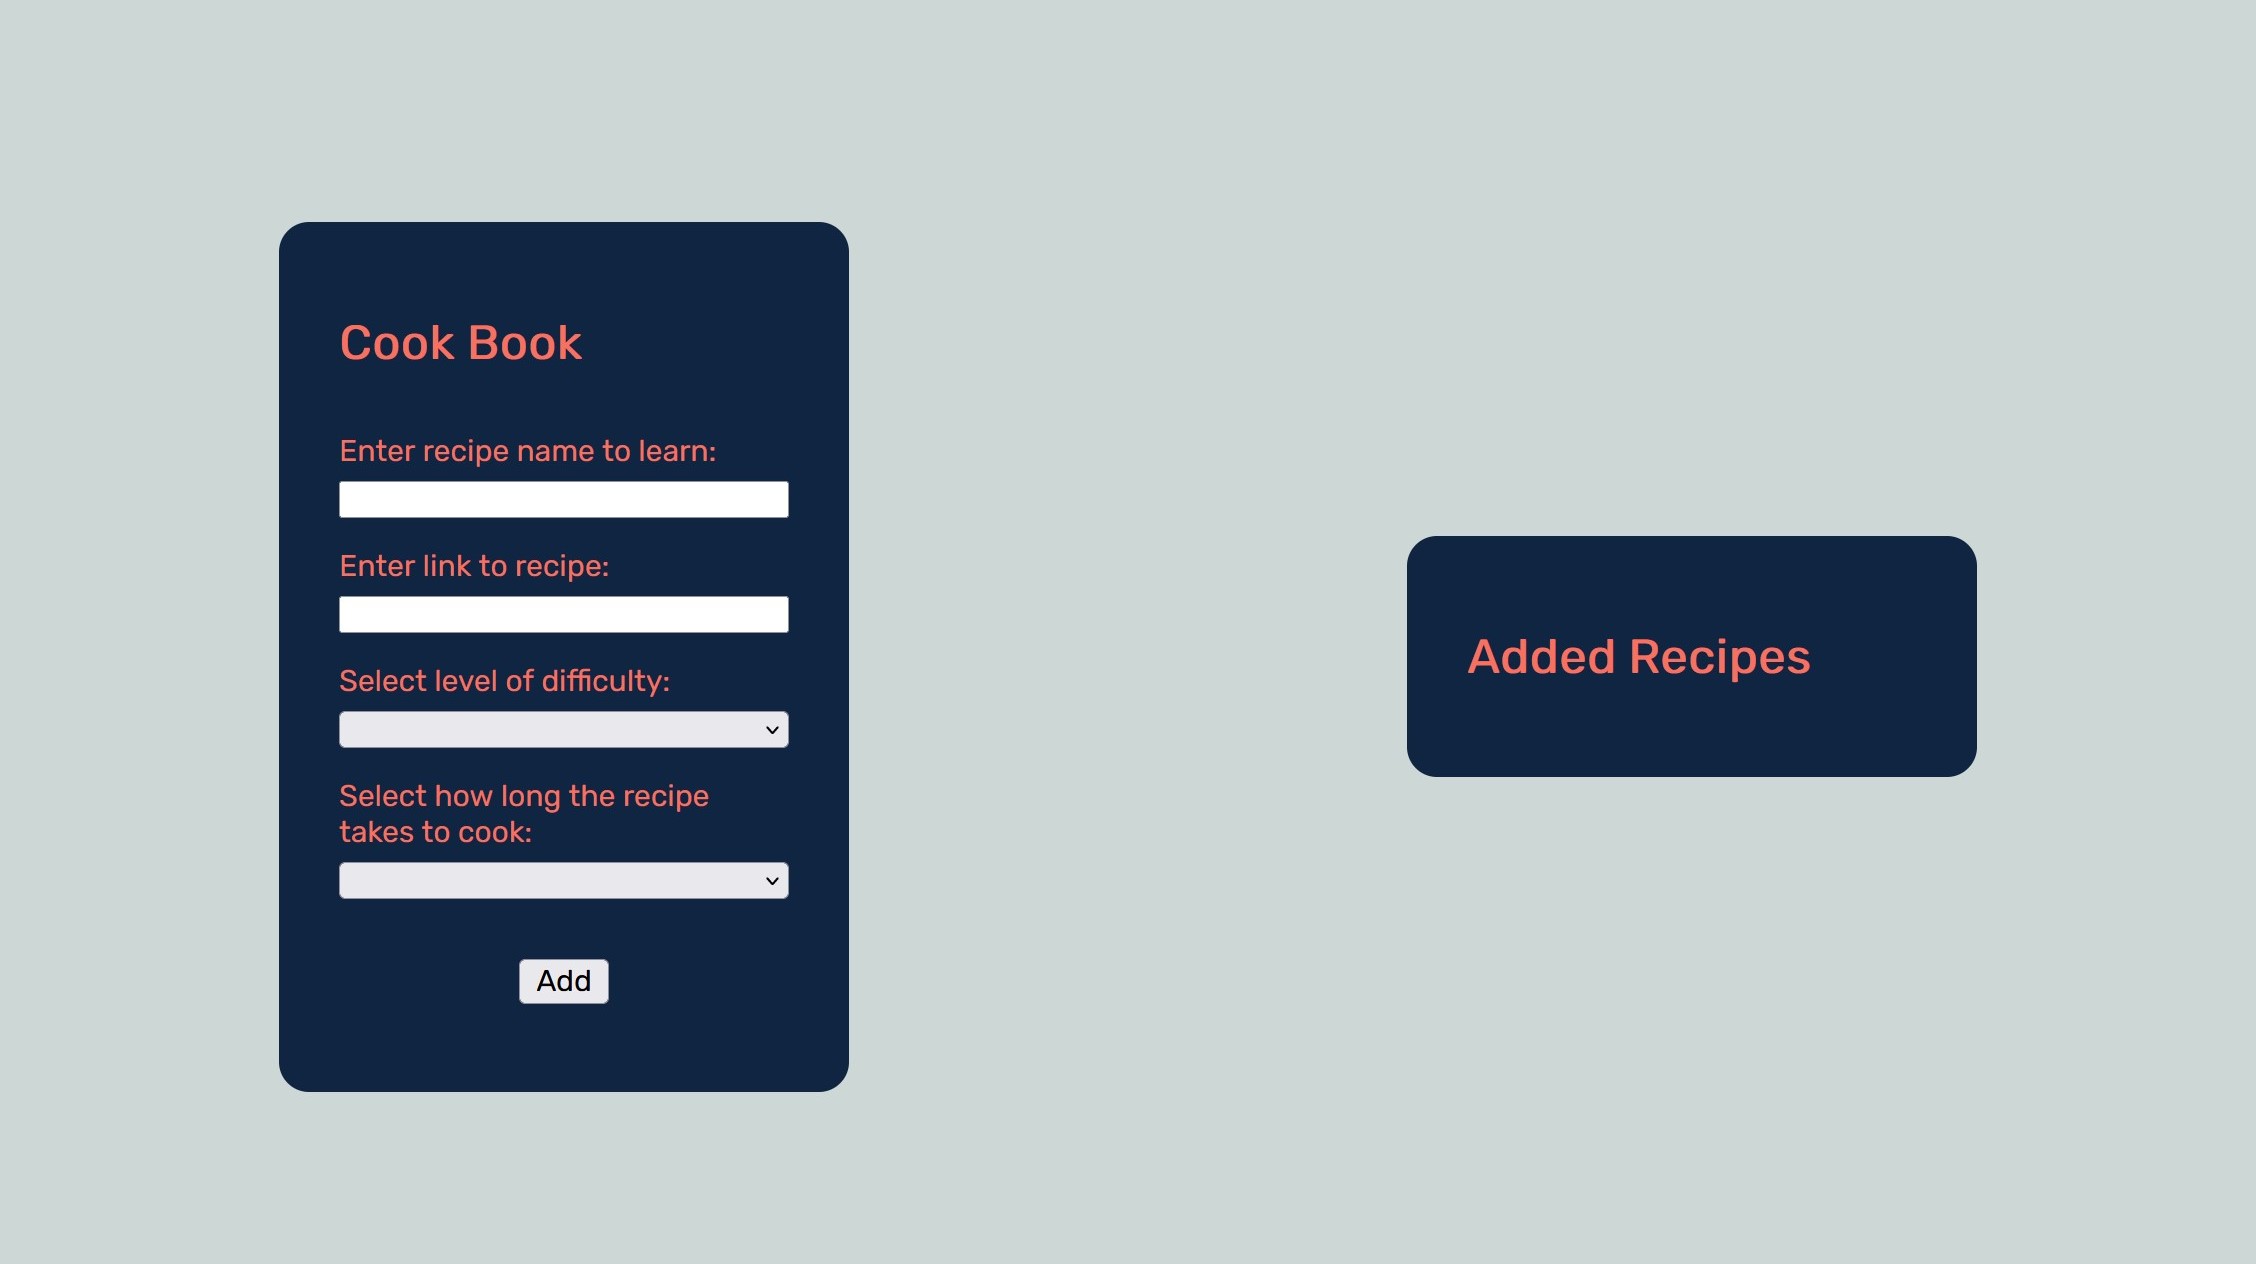 Cook Book
Enter recipe name to learn:
Enter link to recipe:
Select level of difficulty:
Select how long the recipe
takes to cook:
Add
Added Recipes